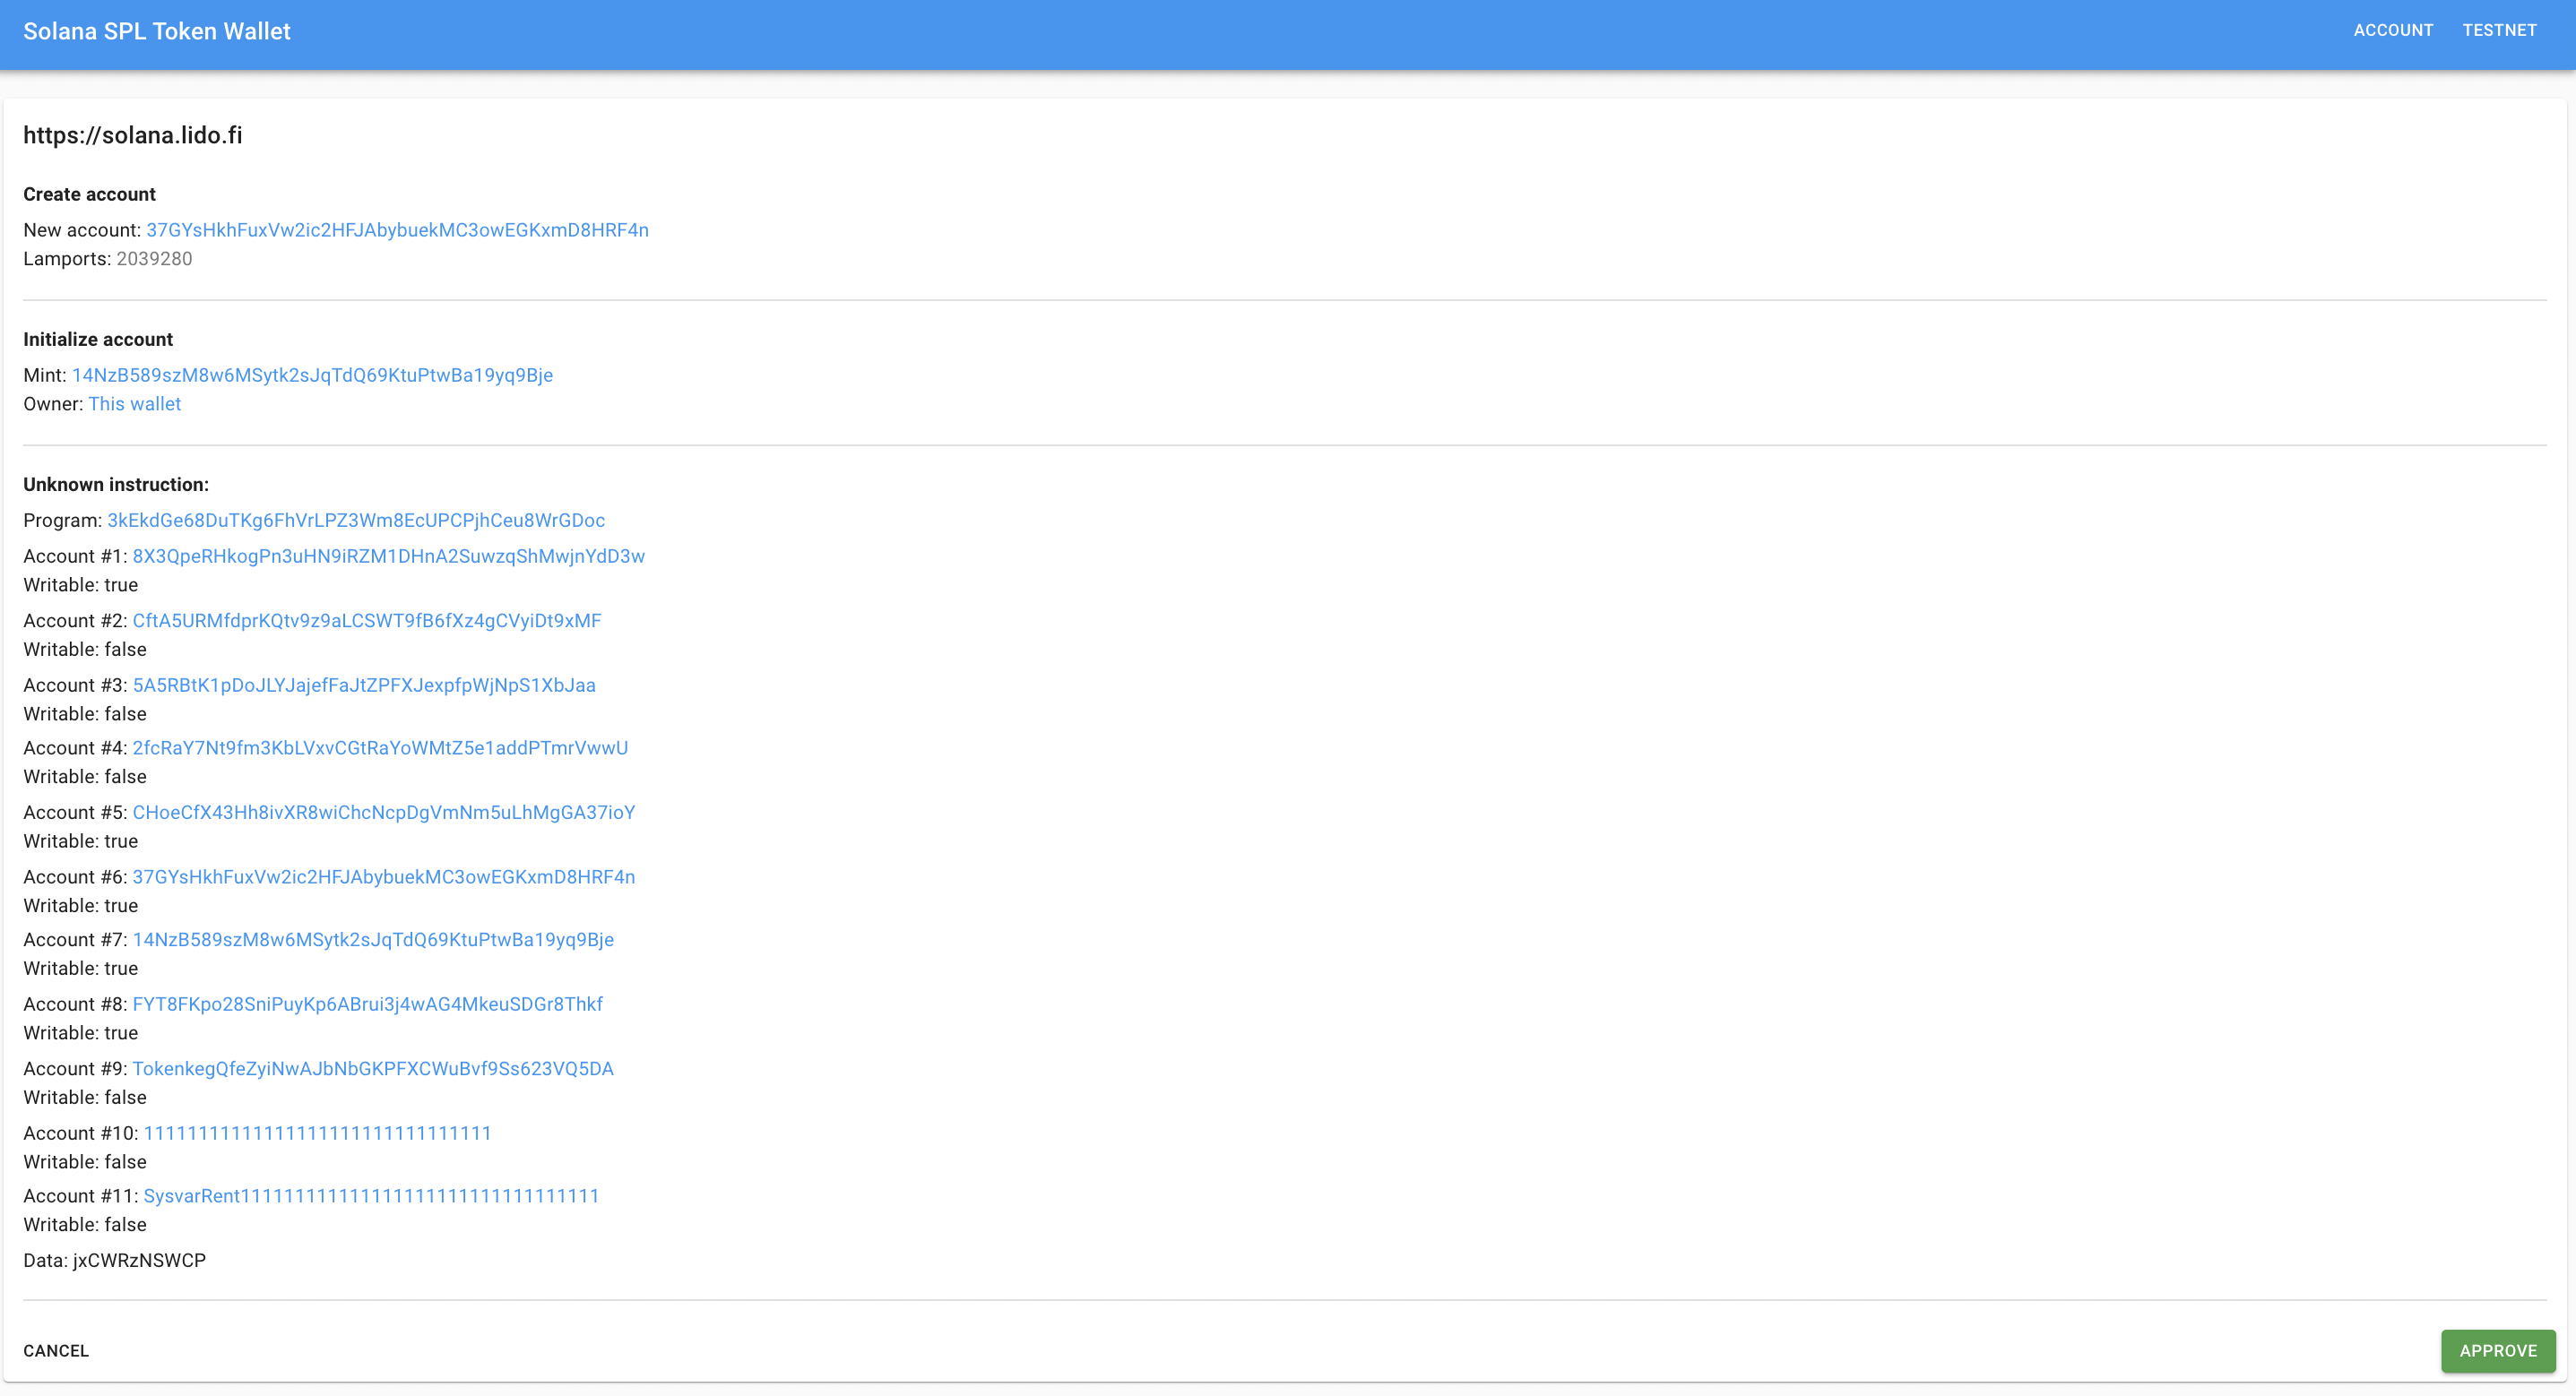 Solana SPL Token Wallet
ACCOUNT TESTNET
https://solana.lido.fi
Create account
New account: 37GYsHkhFuxVw2ic2HFJAbybuekMC3owEGKxmD8HRF4n
Lamports: 2039280
Initialize account
Mint: 14NzB589szM8w6MSytk2sJqTdQ69KtuPtwBa19yq9Bje
Owner: This wallet
Unknown instruction:
Program: 3kEkdGe68DuTKg6FhVrLPZ3Wm8EcUPCPjhCeu8WrGDoc
Account #1: 8X3QpeRHkogPn3uHN9iRZM1DHnA2SuwzqShMwjnYdD3w
Writable: true
Account #2: CftA5URMfdprKQtv9z9aLCSWT9fB6fXz4gCVyiDt9xMF
Writable: false
Account #3: 5A5RBtK1pDoJLYJajefFaJtZPFXJexpfpWjNpS1XbJaa
Writable: false
Account #4: 2fcRaY7Nt9fm3KbLVxvCGtRaYoWMtZ5e1addPTmrVwwU
Writable: false
Account #5: CHoeCfX43Hh8ivXR8wiChcNcpDgVmNm5uLhMgGA37ioY
Writable: true
Account #6: 37GYsHkhFuxVw2ic2HFJAbybuekMC3owEGKxmD8HRF4n
Writable: true
Account #7: 14NzB589szM8w6MSytk2sJqTdQ69KtuPtwBa19yq9Bje
Writable: true
Account #8: FYT8FKpo28SniPuyKp6ABrui3j4wAG4MkeuSDGr8Thkf
Writable: true
Account #9: TokenkegQfeZyiNwAJbNbGKPFXCWuBvf9Ss623VQ5DA
Writable: false
Account #10: 11111111111111111111111111111111
Writable: false
Account #11: SysvarRent111111111111111111111111111111111
Writable: false
Data: jxCWRzNSWCP
CANCEL
APPROVE